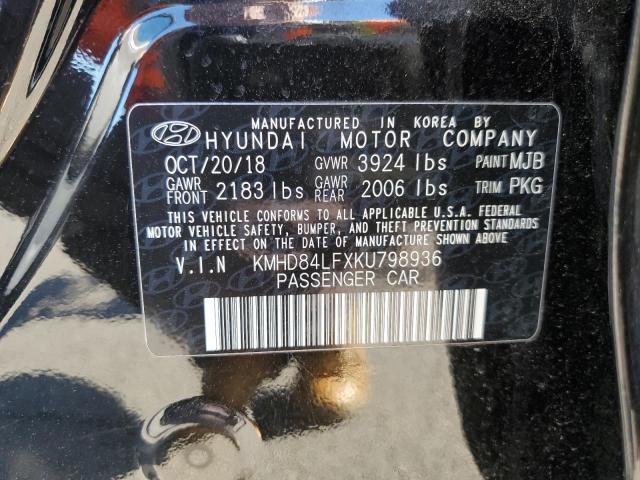 MANUFACTURED IN KOREA BY
HYUNDAI MOTOR COMPANY
OCT/20/18 GVWR 3924 lbs PAINT MJB
GAWR FRONT 2183 lbs GAWR REAR 2006 lbs TRIM PKG
THIS VEHICLE CONFORMS TO ALL APPLICABLE U.S.A. FEDERAL
MOTOR VEHICLE SAFETY, BUMPER, AND THEFT PREVENTION STANDARDS
IN EFFECT ON THE DATE OF MANUFACTURE SHOWN ABOVE.
V.I.N KMHD84LFXKU798936
PASSENGER CAR